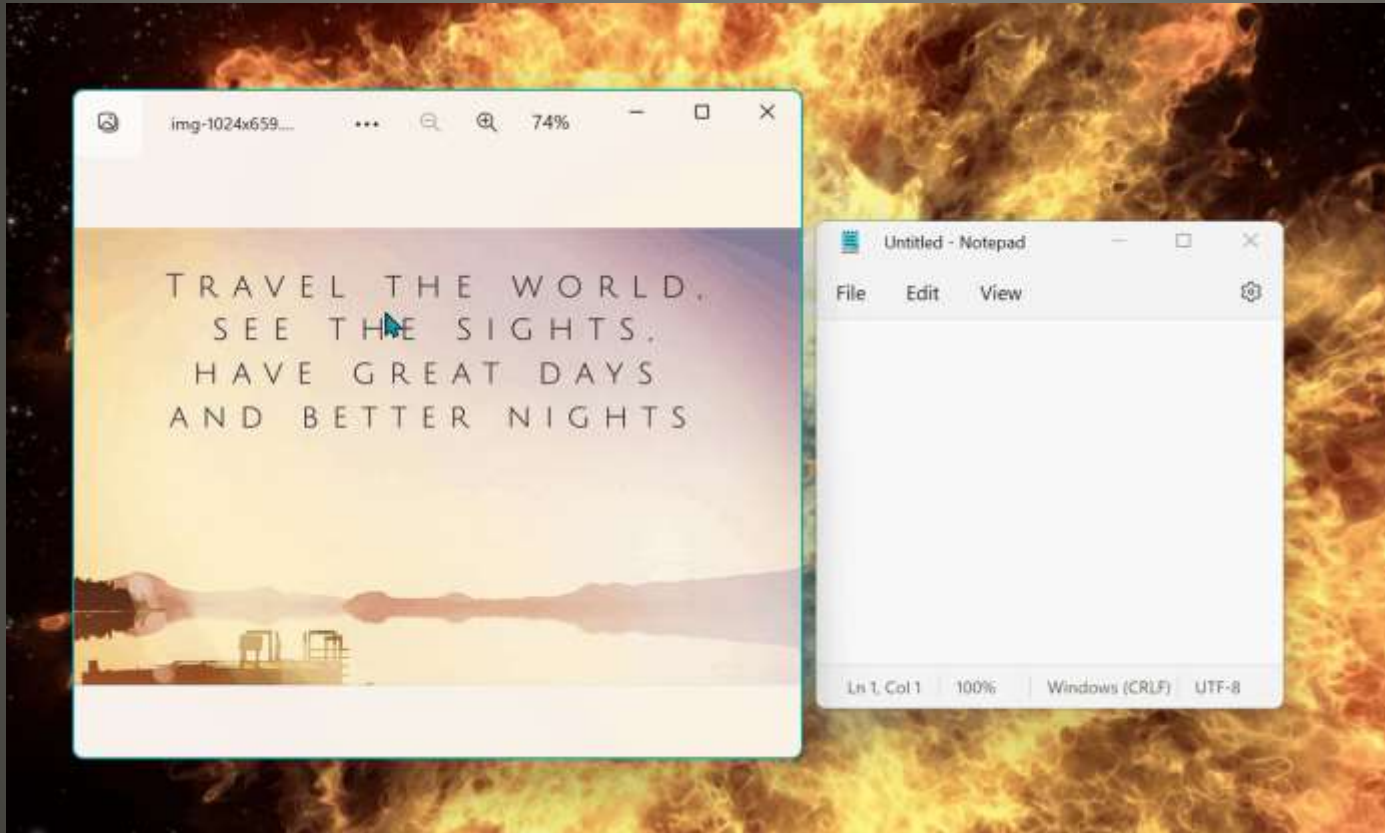 img-1024x659....
74%
TRAVEL THE WORLD,
SEE THE SIGHTS,
HAVE GREAT DAYS
AND BETTER NIGHTS
Untitled - Notepad
File Edit View
Ln 1, Col 1 100% Windows (CRLF) UTF-8